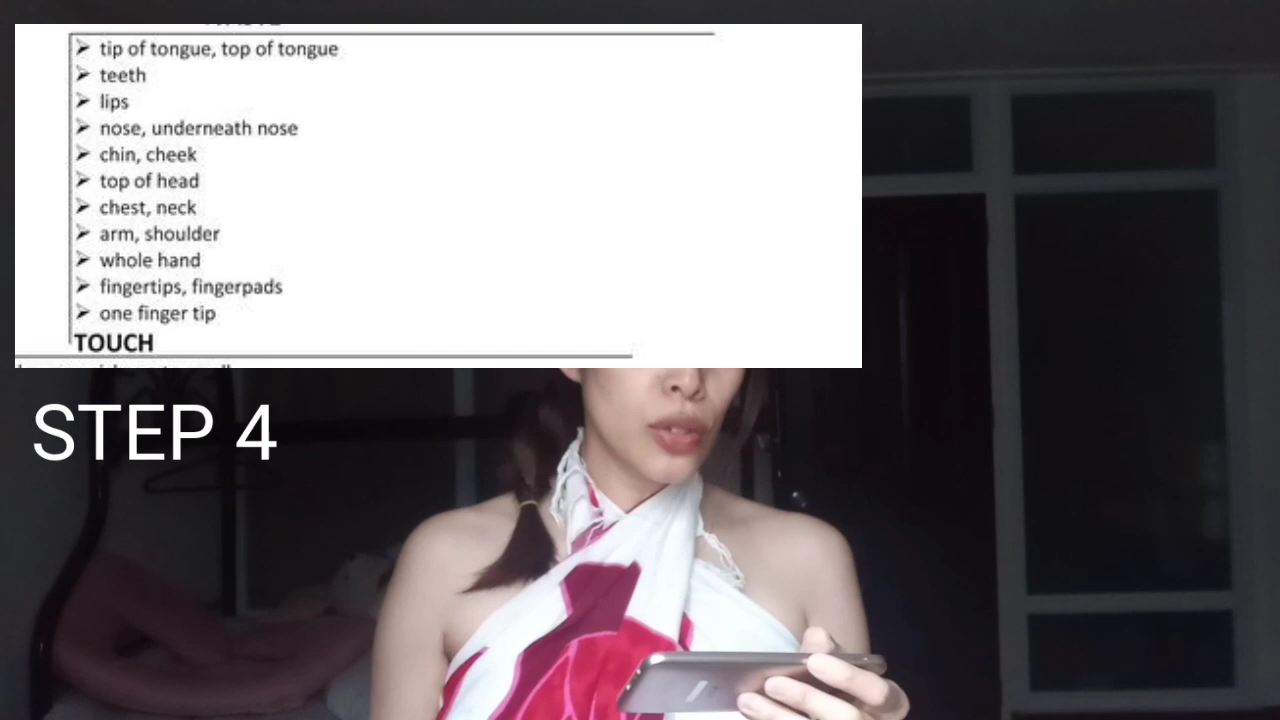 ➤ tip of tongue, top of tongue
➤ teeth
➤ lips
➤ nose, underneath nose
➤ chin, cheek
➤ top of head
➤ chest, neck
➤ arm, shoulder
➤ whole hand
➤ fingertips, fingerpads
➤ one finger tip
TOUCH
STEP 4